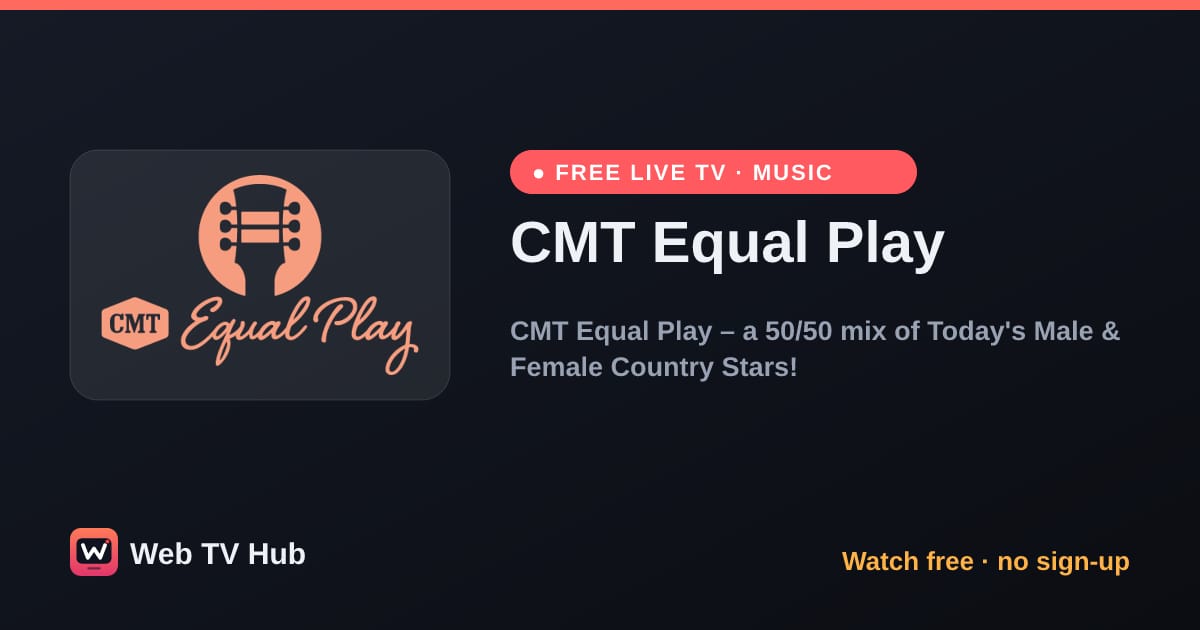 CMT Equal Play
• FREE LIVE TV · MUSIC
CMT Equal Play
CMT Equal Play – a 50/50 mix of Today's Male &
Female Country Stars!
W
Web TV Hub
Watch free · no sign-up